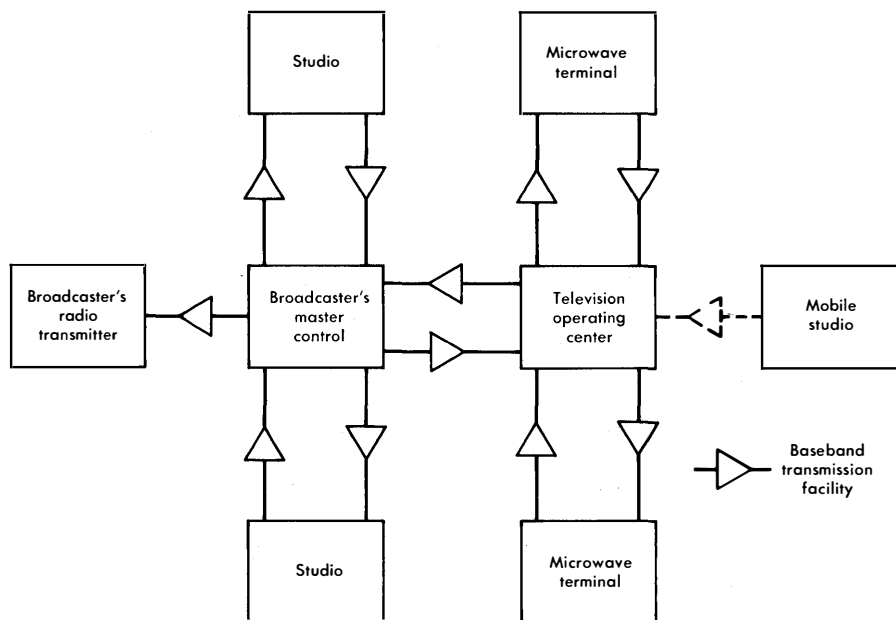 Studio
Microwave
terminal
Broadcaster's
radio
transmitter
Broadcaster's
master
control
Television
operating
center
Mobile
studio
Baseband
transmission
facility
Studio
Microwave
terminal